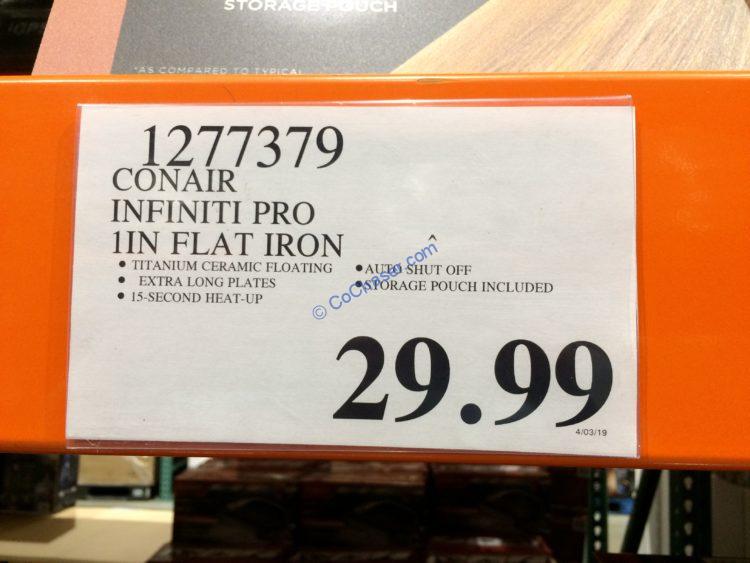 STORAGE POUCH
*AS COMPARED TO TYPICAL
1277379
CONAIR
INFINITI PRO
1IN FLAT IRON
• TITANIUM CERAMIC FLOATING
• EXTRA LONG PLATES
• 15-SECOND HEAT-UP
^
• AUTO SHUT OFF
• STORAGE POUCH INCLUDED
© CoChaser.com
29.99
4/03/19